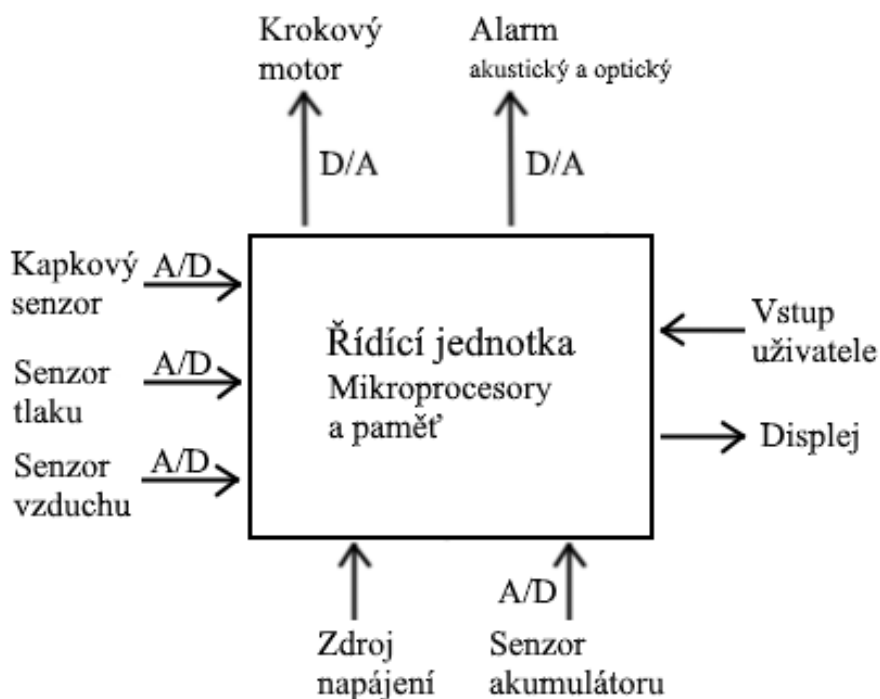 Krokový
motor
Alarm
akustický a optický
D/A
D/A
Kapkový
senzor
A/D
Senzor
tlaku
A/D
Senzor
vzduchu
A/D
Řídící jednotka
Mikroprocesory
a paměť
Vstup
uživatele
Displej
Zdroj
napájení
A/D
Senzor
akumulátoru